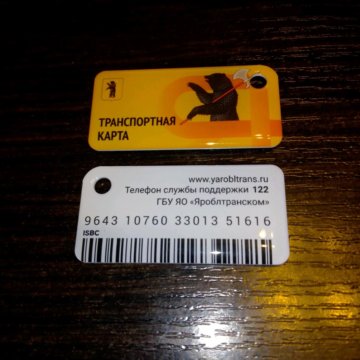 ТРАНСПОРТНАЯ
КАРТА
www.yarobltrans.ru
Телефон службы поддержки 122
ГБУ ЯО «Яроблтранском»
9643 10760 33013 51616
ISBC